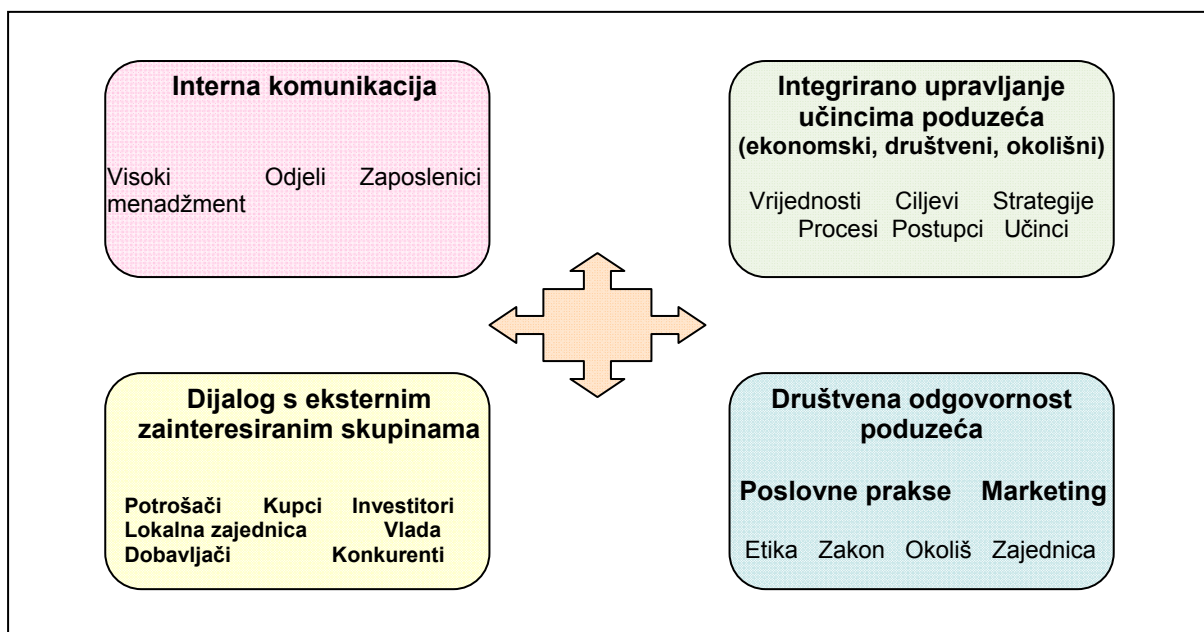 Interna komunikacija
Visoki Odjeli Zaposlenici
menadžment
Integrirano upravljanje
učincima poduzeća
(ekonomski, društveni, okolišni)
Vrijednosti Ciljevi Strategije
Procesi Postupci Učinci
Dijalog s eksternim
zainteresiranim skupinama
Potrošači Kupci Investitori
Lokalna zajednica Vlada
Dobavljači Konkurenti
Društvena odgovornost
poduzeća
Poslovne prakse Marketing
Etika Zakon Okoliš Zajednica